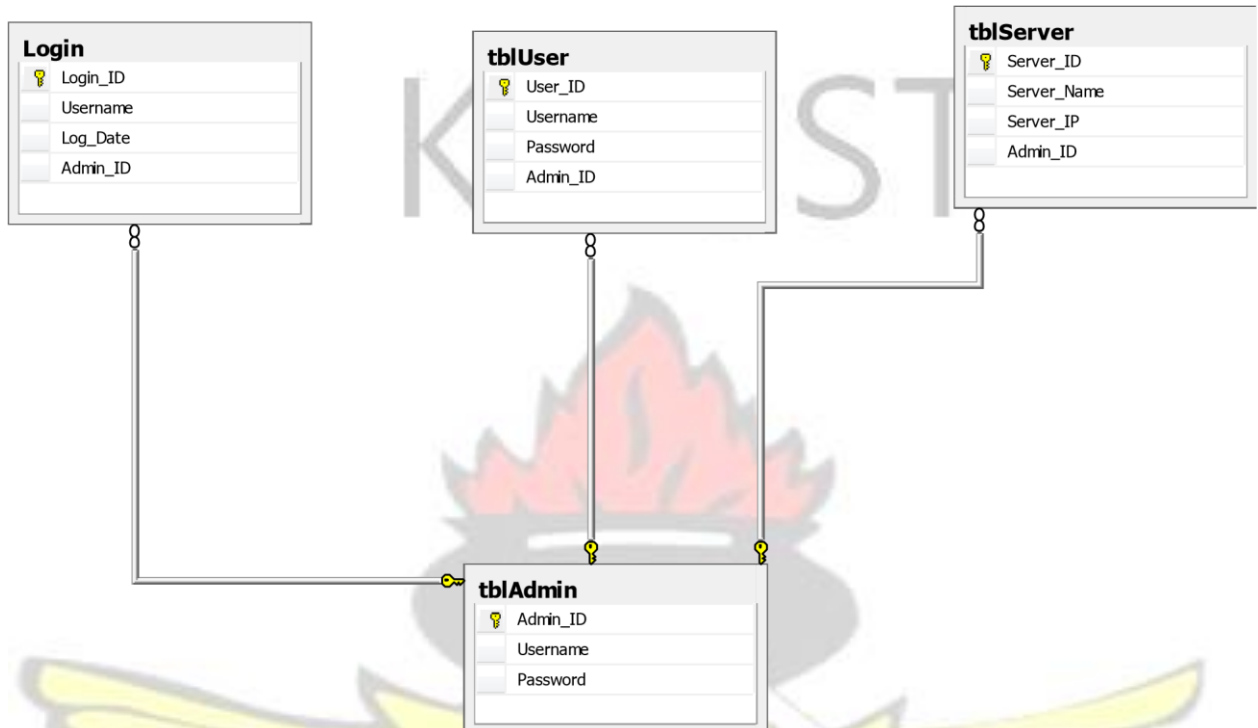 Login
Login_ID
Username
Log_Date
Admin_ID
tblUser
User_ID
Username
Password
Admin_ID
tblServer
Server_ID
Server_Name
Server_IP
Admin_ID
tblAdmin
Admin_ID
Username
Password